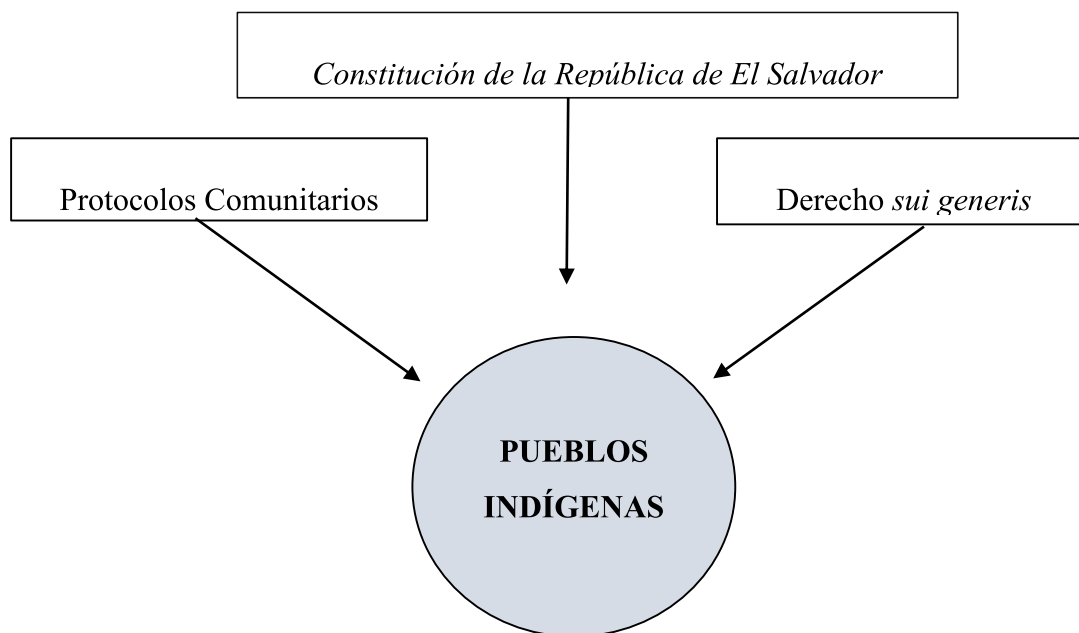 Constitución de la República de El Salvador
Protocolos Comunitarios
Derecho sui generis
PUEBLOS
INDÍGENAS